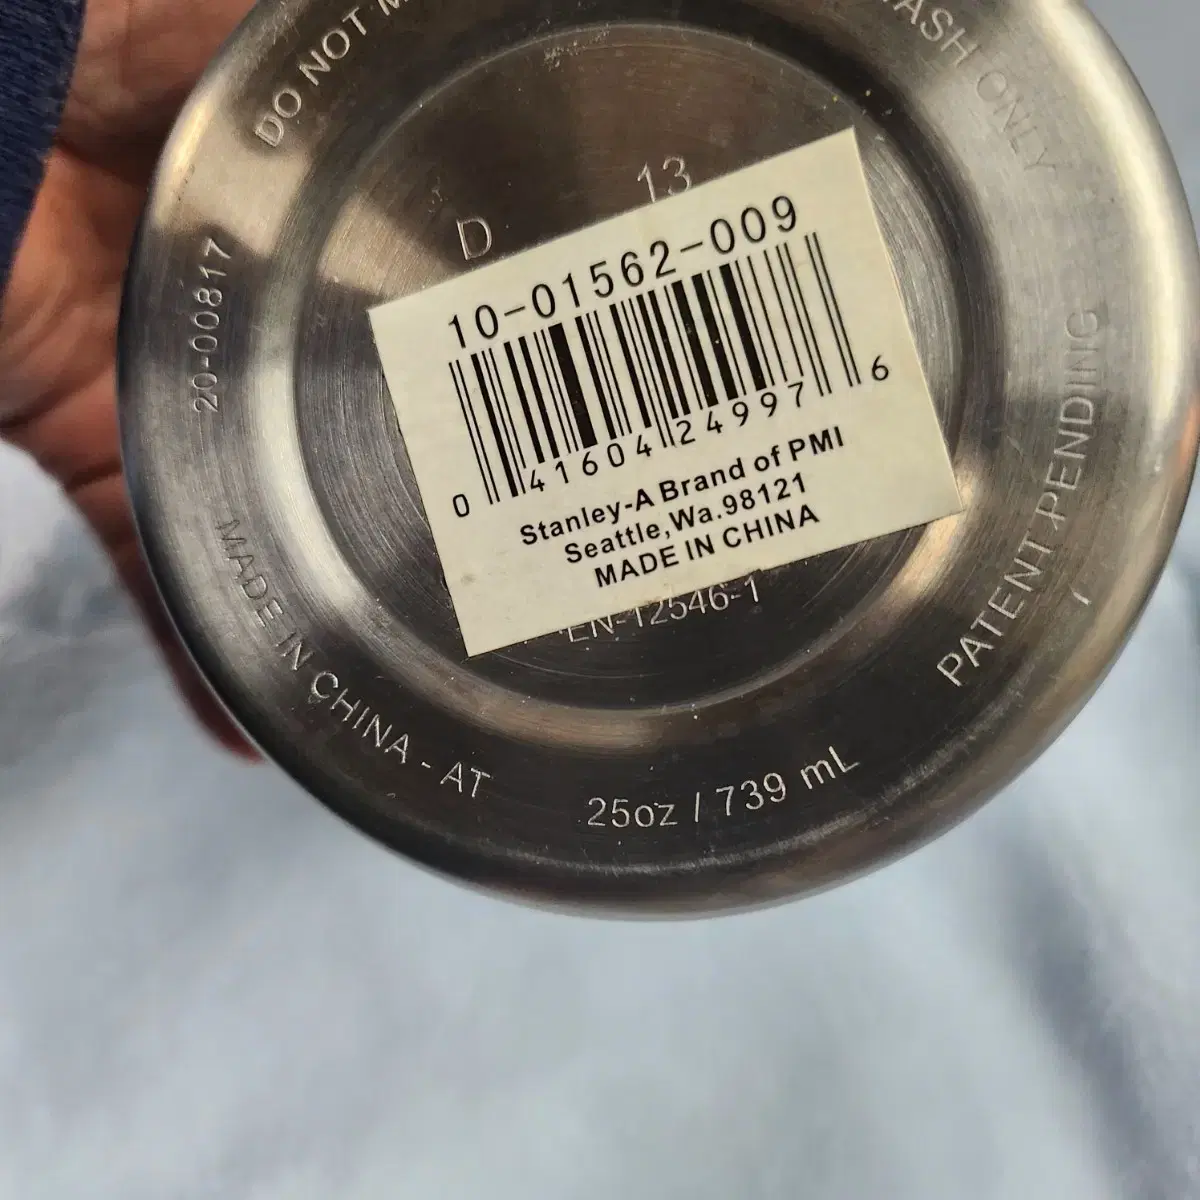 DO NOT
WASH ONLY
D
13
20-00817
10-01562-009
0 41604 24997 6
Stanley-A Brand of PMI
Seattle,Wa.98121
MADE IN CHINA
EN-12546-1
PATENT PENDING
MADE IN CHINA - AT
25oz / 739 mL